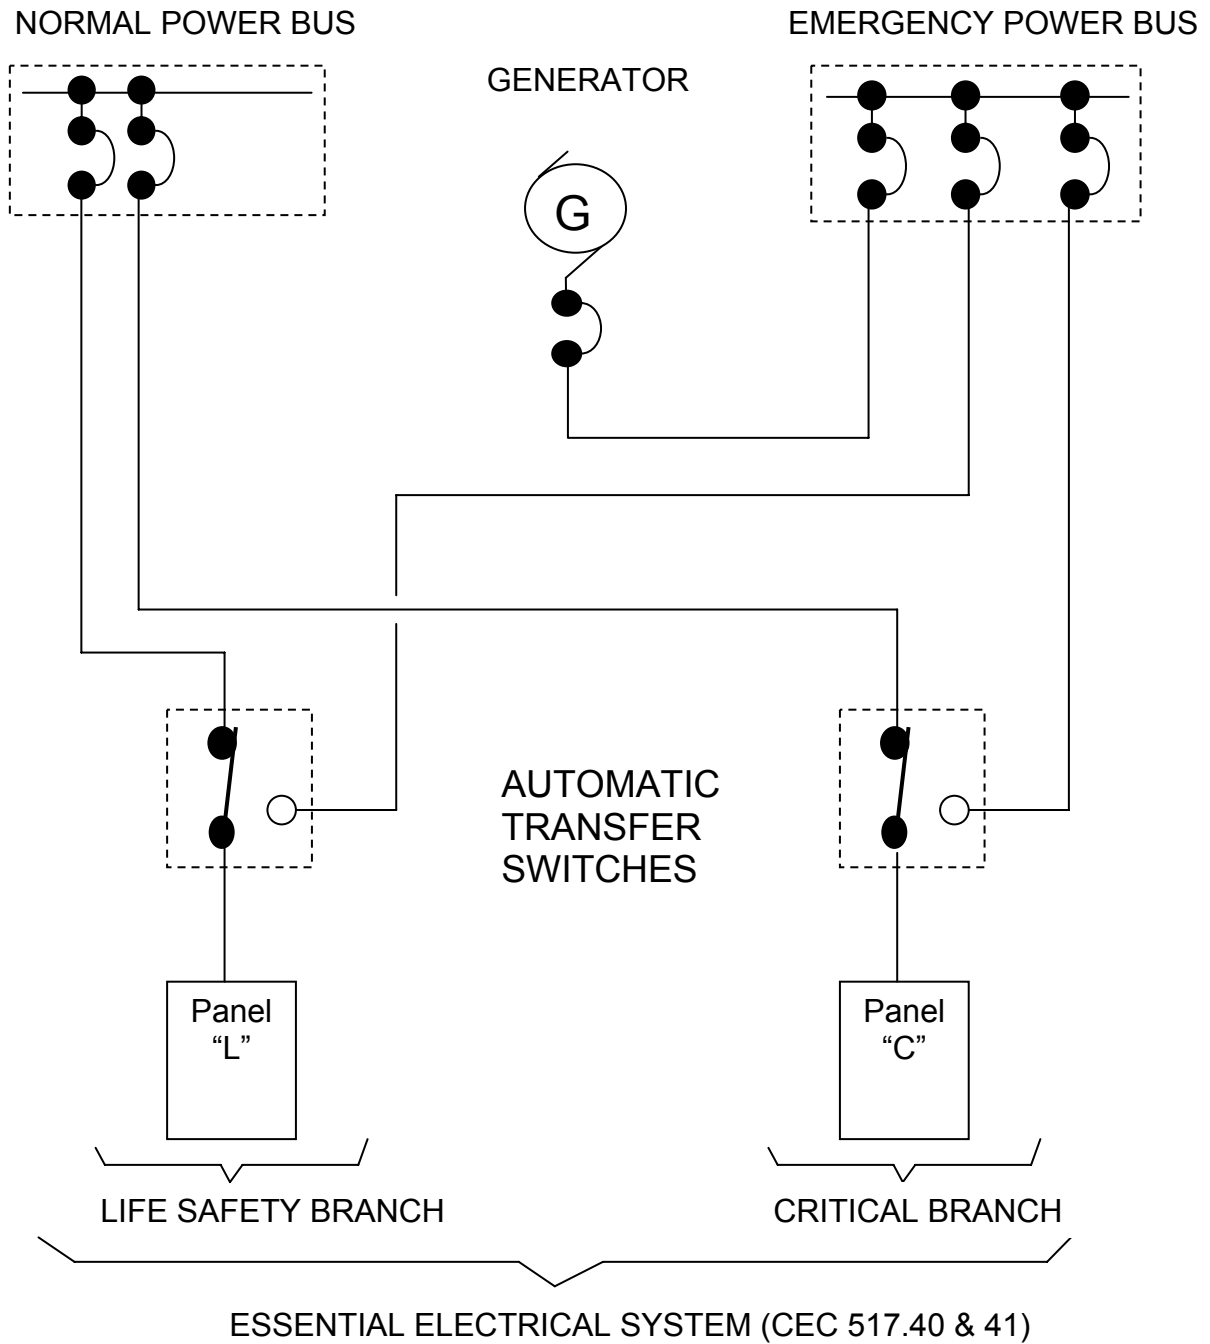 NORMAL POWER BUS
EMERGENCY POWER BUS
GENERATOR
G
AUTOMATIC
TRANSFER
SWITCHES
Panel
“L”
Panel
“C”
LIFE SAFETY BRANCH
CRITICAL BRANCH
ESSENTIAL ELECTRICAL SYSTEM (CEC 517.40 & 41)